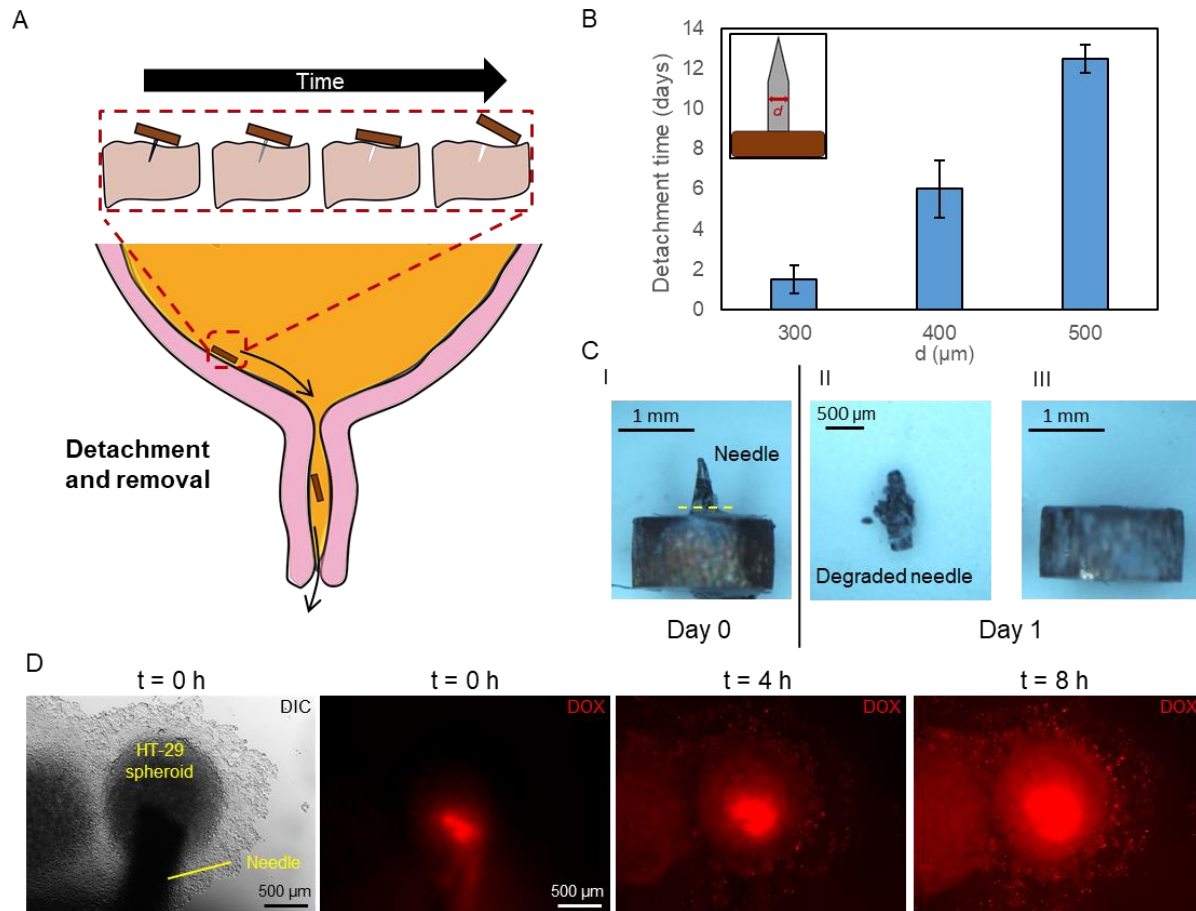 A
Time
Detachment
and removal
B
Detachment time (days)
14
12
10
8
6
4
2
0
d
300
400
500
d (µm)
C
I
1 mm
Needle
II
500 µm
Degraded needle
III
1 mm
Day 0
Day 1
D
t = 0 h
DIC
HT-29
spheroid
Needle
500 µm
t = 0 h
DOX
500 µm
t = 4 h
DOX
t = 8 h
DOX